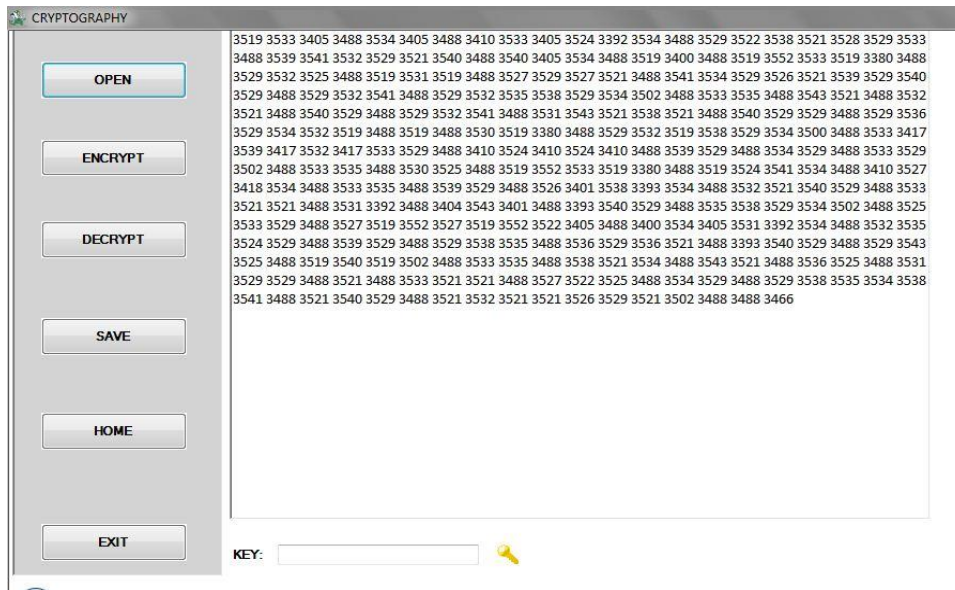 CRYPTOGRAPHY
OPEN
ENCRYPT
DECRYPT
SAVE
HOME
EXIT
3519 3533 3405 3488 3534 3405 3488 3410 3533 3405 3524 3392 3534 3488 3529 3522 3538 3521 3528 3529 3533
3488 3539 3541 3532 3529 3521 3540 3488 3540 3405 3534 3488 3519 3400 3488 3519 3552 3533 3519 3380 3488
3529 3532 3525 3488 3519 3531 3519 3488 3527 3529 3527 3521 3488 3541 3534 3529 3526 3521 3539 3529 3540
3529 3488 3529 3532 3541 3488 3529 3532 3535 3538 3529 3534 3502 3488 3533 3535 3488 3543 3521 3488 3532
3521 3488 3540 3529 3488 3529 3532 3541 3488 3531 3543 3521 3538 3521 3488 3540 3529 3529 3488 3529 3536
3529 3534 3532 3519 3488 3519 3488 3530 3519 3380 3488 3529 3532 3519 3538 3529 3534 3500 3488 3533 3417
3539 3417 3532 3417 3533 3529 3488 3410 3524 3410 3524 3410 3488 3539 3529 3488 3534 3529 3488 3533 3529
3502 3488 3533 3535 3488 3530 3525 3488 3519 3552 3533 3519 3380 3488 3519 3524 3541 3534 3488 3410 3527
3418 3534 3488 3533 3535 3488 3539 3529 3488 3526 3401 3538 3393 3534 3488 3532 3521 3540 3529 3488 3533
3521 3521 3488 3531 3392 3488 3404 3543 3401 3488 3393 3540 3529 3488 3535 3538 3529 3534 3502 3488 3525
3533 3529 3488 3527 3519 3552 3527 3519 3552 3522 3405 3488 3400 3534 3405 3531 3392 3534 3488 3532 3535
3524 3529 3488 3539 3529 3488 3529 3538 3535 3488 3536 3529 3536 3521 3488 3393 3540 3529 3488 3529 3543
3525 3488 3519 3540 3519 3502 3488 3533 3535 3488 3538 3521 3534 3488 3543 3521 3488 3536 3525 3488 3531
3529 3529 3488 3521 3488 3533 3521 3521 3488 3527 3522 3525 3488 3534 3529 3488 3529 3538 3535 3534 3538
3541 3488 3521 3540 3529 3488 3521 3532 3521 3521 3526 3529 3521 3502 3488 3488 3466
KEY: